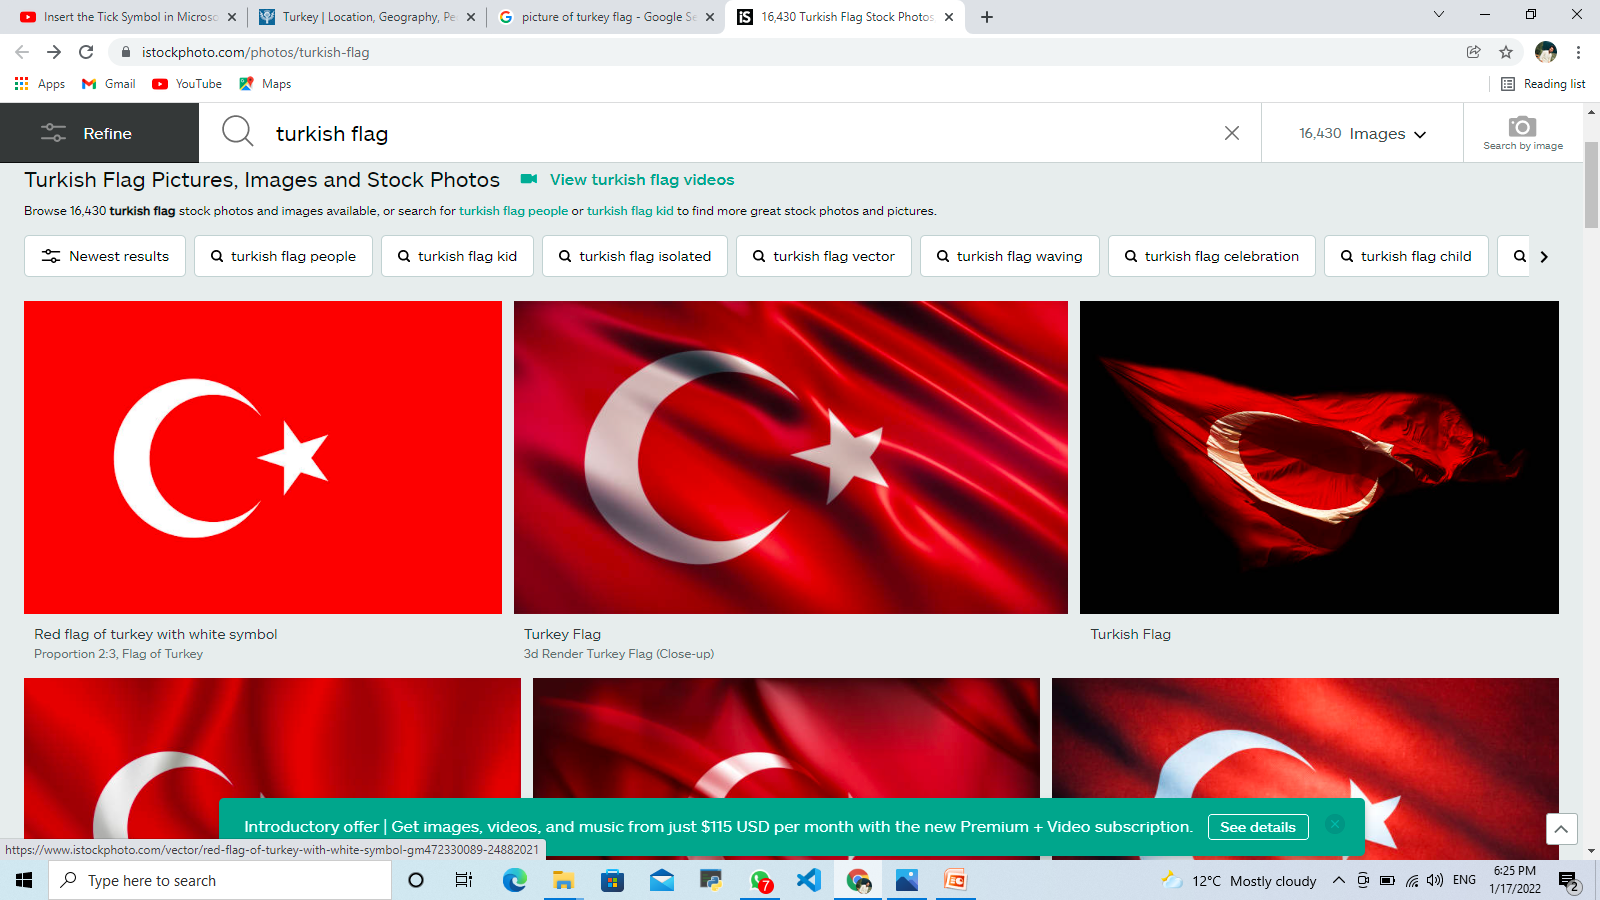 Insert the Tick Symbol in Microso
Turkey | Location, Geography, Pe
picture of turkey flag - Google Se
iS
16,430 Turkish Flag Stock Photos
istockphoto.com/photos/turkish-flag
Apps
Gmail
YouTube
Maps
Reading list
Refine
turkish flag
16,430 Images
Search by image
Turkish Flag Pictures, Images and Stock Photos
View turkish flag videos
Browse 16,430 turkish flag stock photos and images available, or search for turkish flag people or turkish flag kid to find more great stock photos and pictures.
Newest results
turkish flag people
turkish flag kid
turkish flag isolated
turkish flag vector
turkish flag waving
turkish flag celebration
turkish flag child
Red flag of turkey with white symbol
Proportion 2:3, Flag of Turkey
Turkey Flag
3d Render Turkey Flag (Close-up)
Turkish Flag
Introductory offer | Get images, videos, and music from just $115 USD per month with the new Premium + Video subscription.
See details
https://www.istockphoto.com/vector/red-flag-of-turkey-with-white-symbol-gm472330089-24882021
Type here to search
7
12°C Mostly cloudy
ENG
6:25 PM
1/17/2022
2